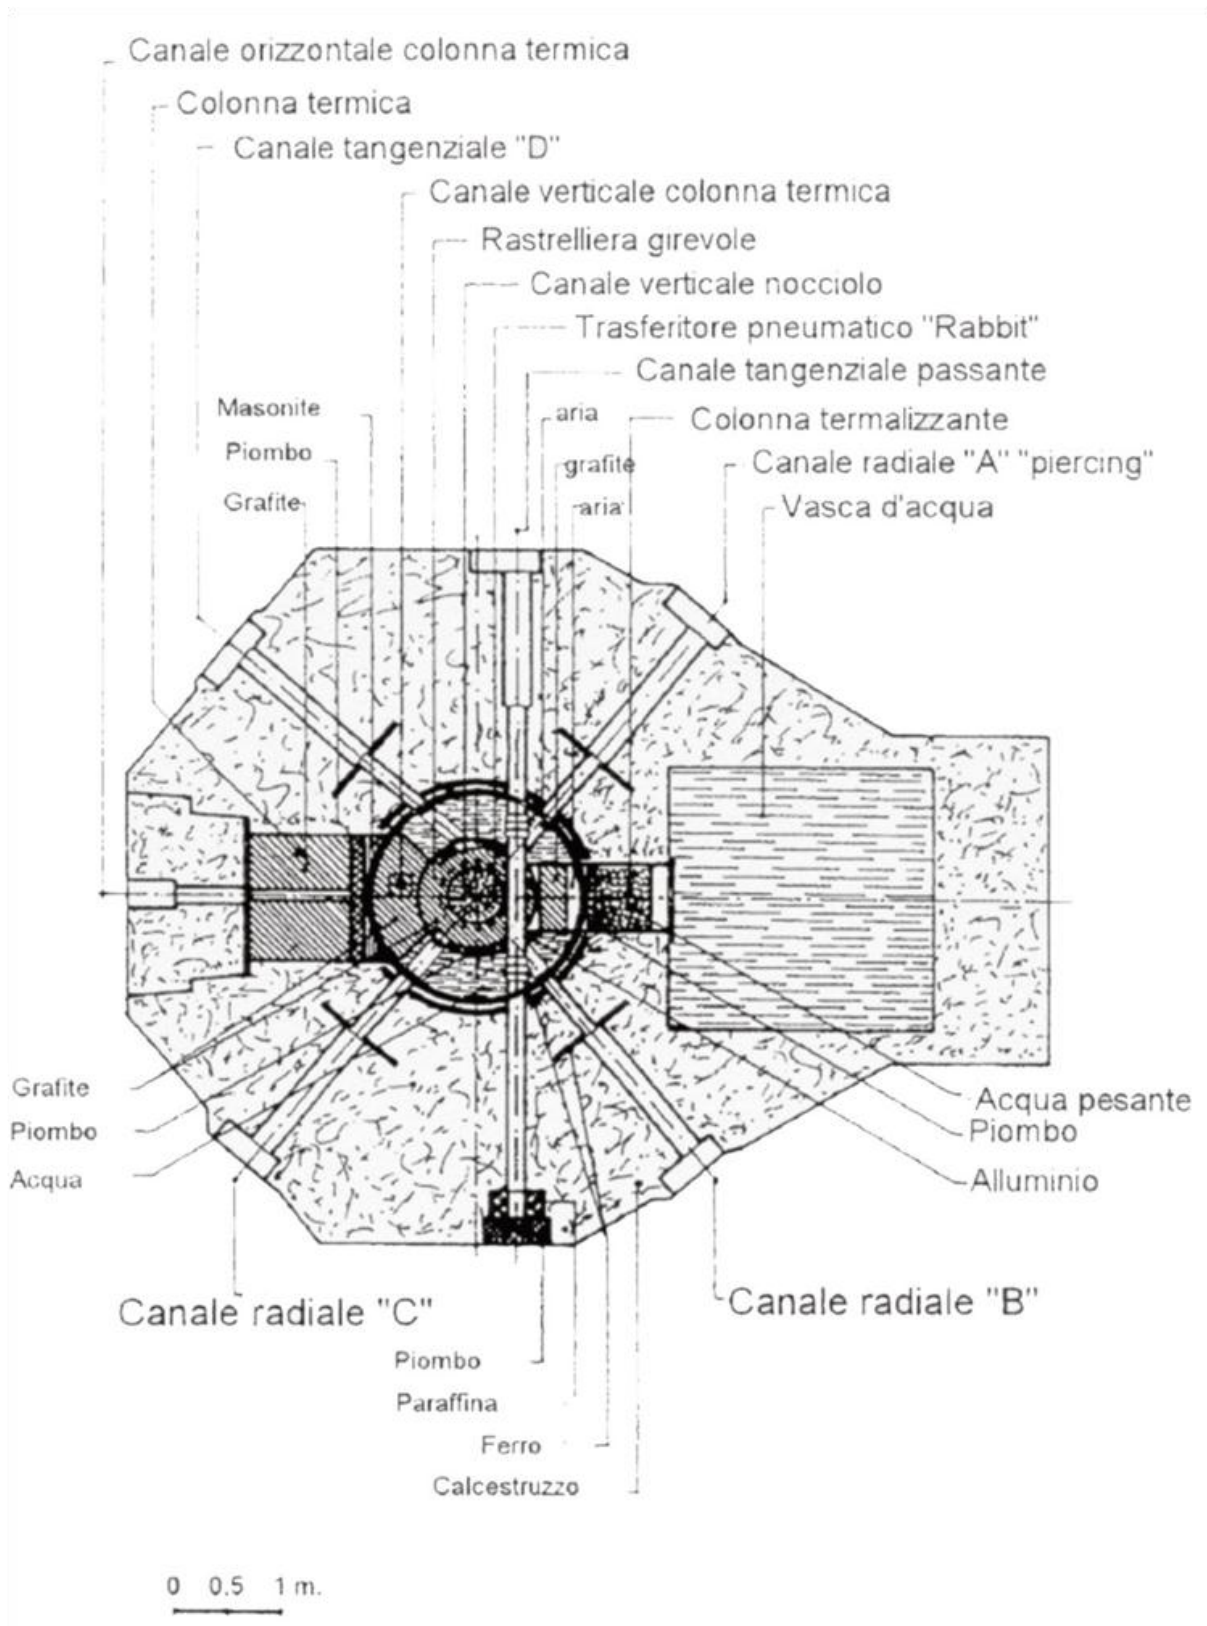 Canale orizzontale colonna termica
Colonna termica
Canale tangenziale "D"
Canale verticale colonna termica
Rastrelliera girevole
Canale verticale nocciolo
Trasferitore pneumatico "Rabbit"
Canale tangenziale passante
Masonite
aria
Colonna termalizzante
Piombo
grafite
Canale radiale "A" "piercing"
Grafite
aria
Vasca d'acqua
Grafite
Acqua pesante
Piombo
Piombo
Acqua
Alluminio
Canale radiale "C"
Canale radiale "B"
Piombo
Paraffina
Ferro
Calcestruzzo
0 0.5 1 m.